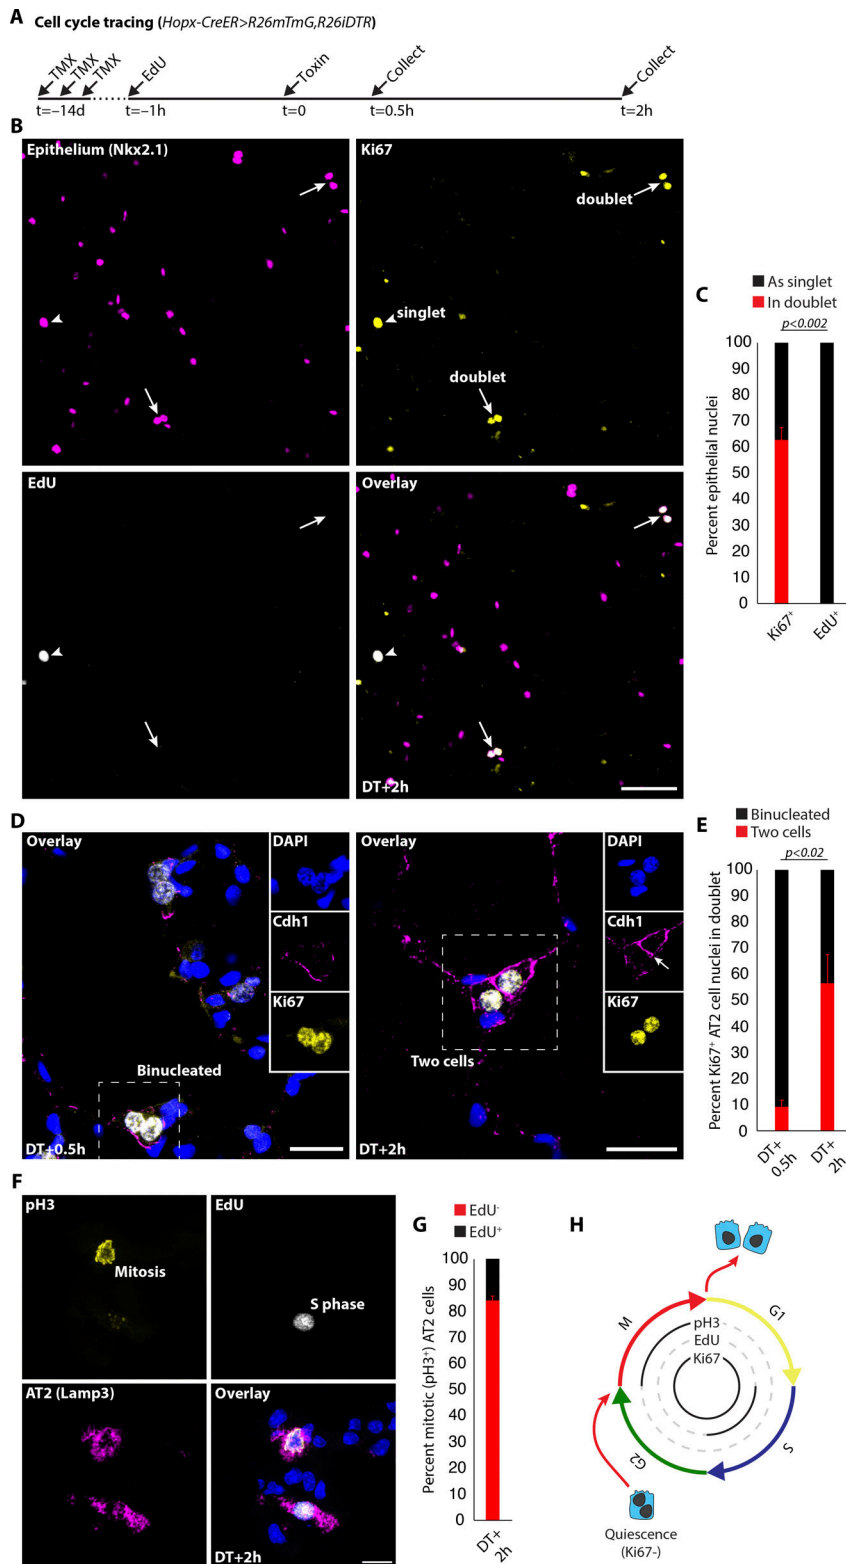 A Cell cycle tracing (Hopx-CreER>R26mTmG,R26iDTR)
TMX TMX TMX EdU Toxin Collect Collect
t=–14d t=–1h t=0 t=0.5h t=2h
B
Epithelium (Nkx2.1)
Ki67
doublet
singlet
doublet
EdU
Overlay
DT+2h
C
As singlet
In doublet
p<0.002
Percent epithelial nuclei
100
90
80
70
60
50
40
30
20
10
0
Ki67⁺
EdU⁺
D
Overlay
DAPI
Cdh1
Ki67
Binucleated
DT+0.5h
Overlay
DAPI
Cdh1
Ki67
Two cells
DT+2h
E
Binucleated
Two cells
p<0.02
Percent Ki67⁺ AT2 cell nuclei in doublet
100
90
80
70
60
50
40
30
20
10
0
DT+
0.5h
DT+
2h
F
pH3
Mitosis
EdU
S phase
AT2 (Lamp3)
Overlay
DT+2h
G
EdU⁻
EdU⁺
Percent mitotic (pH3⁺) AT2 cells
100
90
80
70
60
50
40
30
20
10
0
DT+
2h
H
M
G1
S
G2
pH3
EdU
Ki67
Quiescence
(Ki67-)